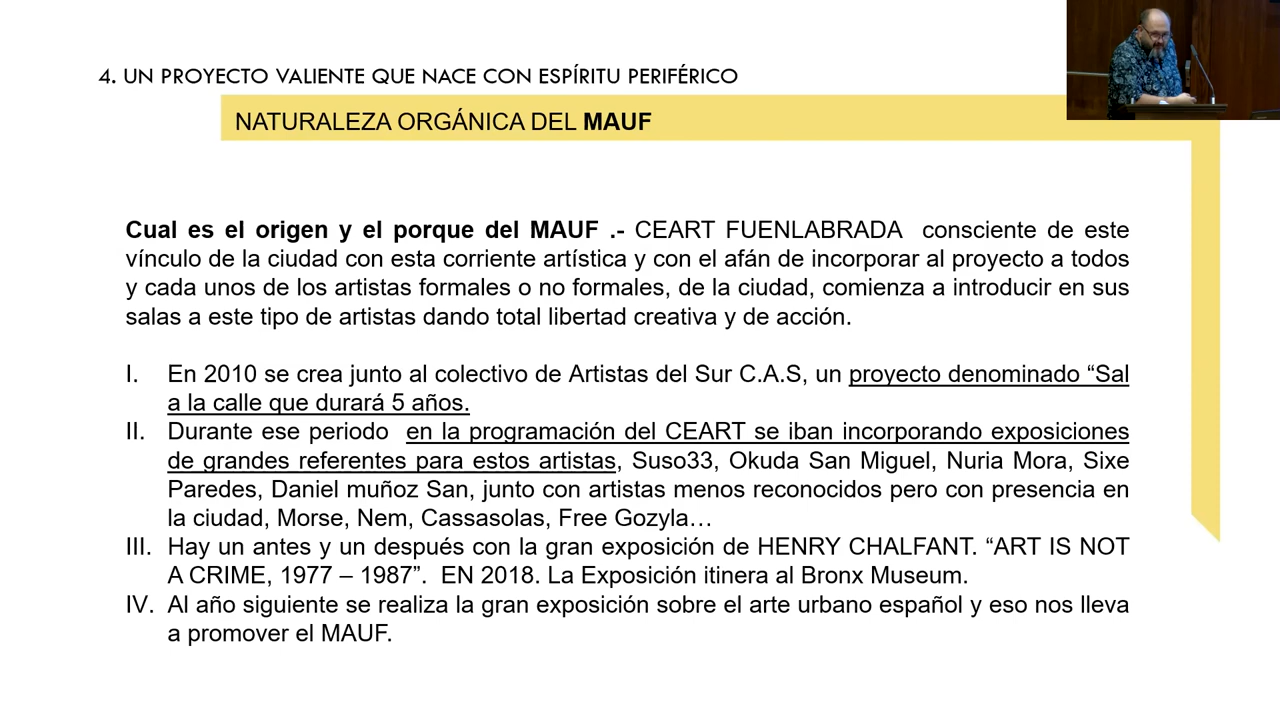 4. UN PROYECTO VALIENTE QUE NACE CON ESPÍRITU PERIFÉRICO
NATURALEZA ORGÁNICA DEL MAUF
Cual es el origen y el porque del MAUF .- CEART FUENLABRADA consciente de este
vínculo de la ciudad con esta corriente artística y con el afán de incorporar al proyecto a todos
y cada unos de los artistas formales o no formales, de la ciudad, comienza a introducir en sus
salas a este tipo de artistas dando total libertad creativa y de acción.
I. En 2010 se crea junto al colectivo de Artistas del Sur C.A.S, un proyecto denominado “Sal
a la calle que durará 5 años.
II. Durante ese periodo en la programación del CEART se iban incorporando exposiciones
de grandes referentes para estos artistas, Suso33, Okuda San Miguel, Nuria Mora, Sixe
Paredes, Daniel muñoz San, junto con artistas menos reconocidos pero con presencia en
la ciudad, Morse, Nem, Cassasolas, Free Gozyla…
III. Hay un antes y un después con la gran exposición de HENRY CHALFANT. “ART IS NOT
A CRIME, 1977 – 1987”. EN 2018. La Exposición itinera al Bronx Museum.
IV. Al año siguiente se realiza la gran exposición sobre el arte urbano español y eso nos lleva
a promover el MAUF.